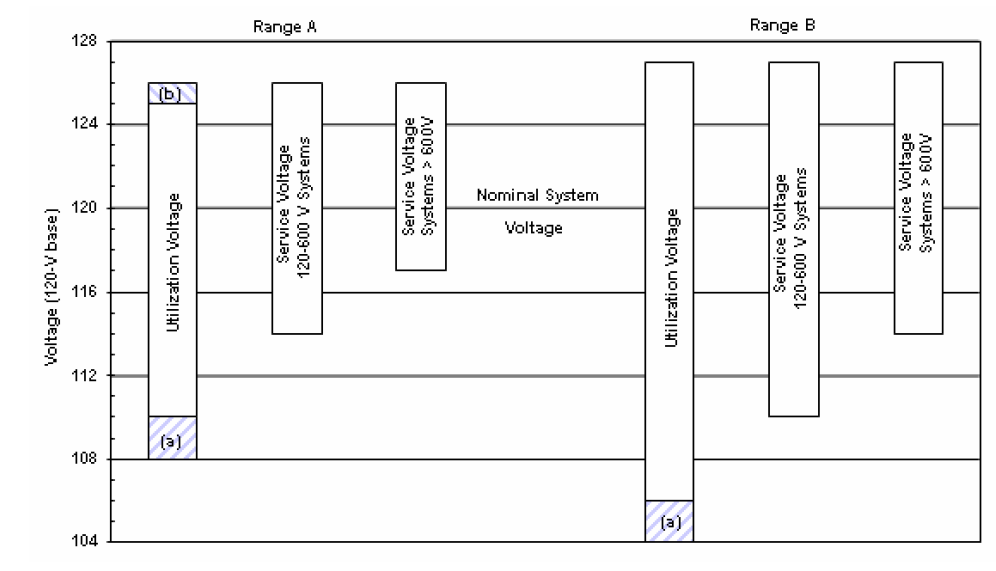 Range A
Range B
128
124
120
116
112
108
104
Voltage (120-V base)
(b)
Utilization Voltage
(a)
Service Voltage
120-600 V Systems
Service Voltage
Systems > 600V
Nominal System
Voltage
Utilization Voltage
(a)
Service Voltage
120-600 V Systems
Service Voltage
Systems > 600V